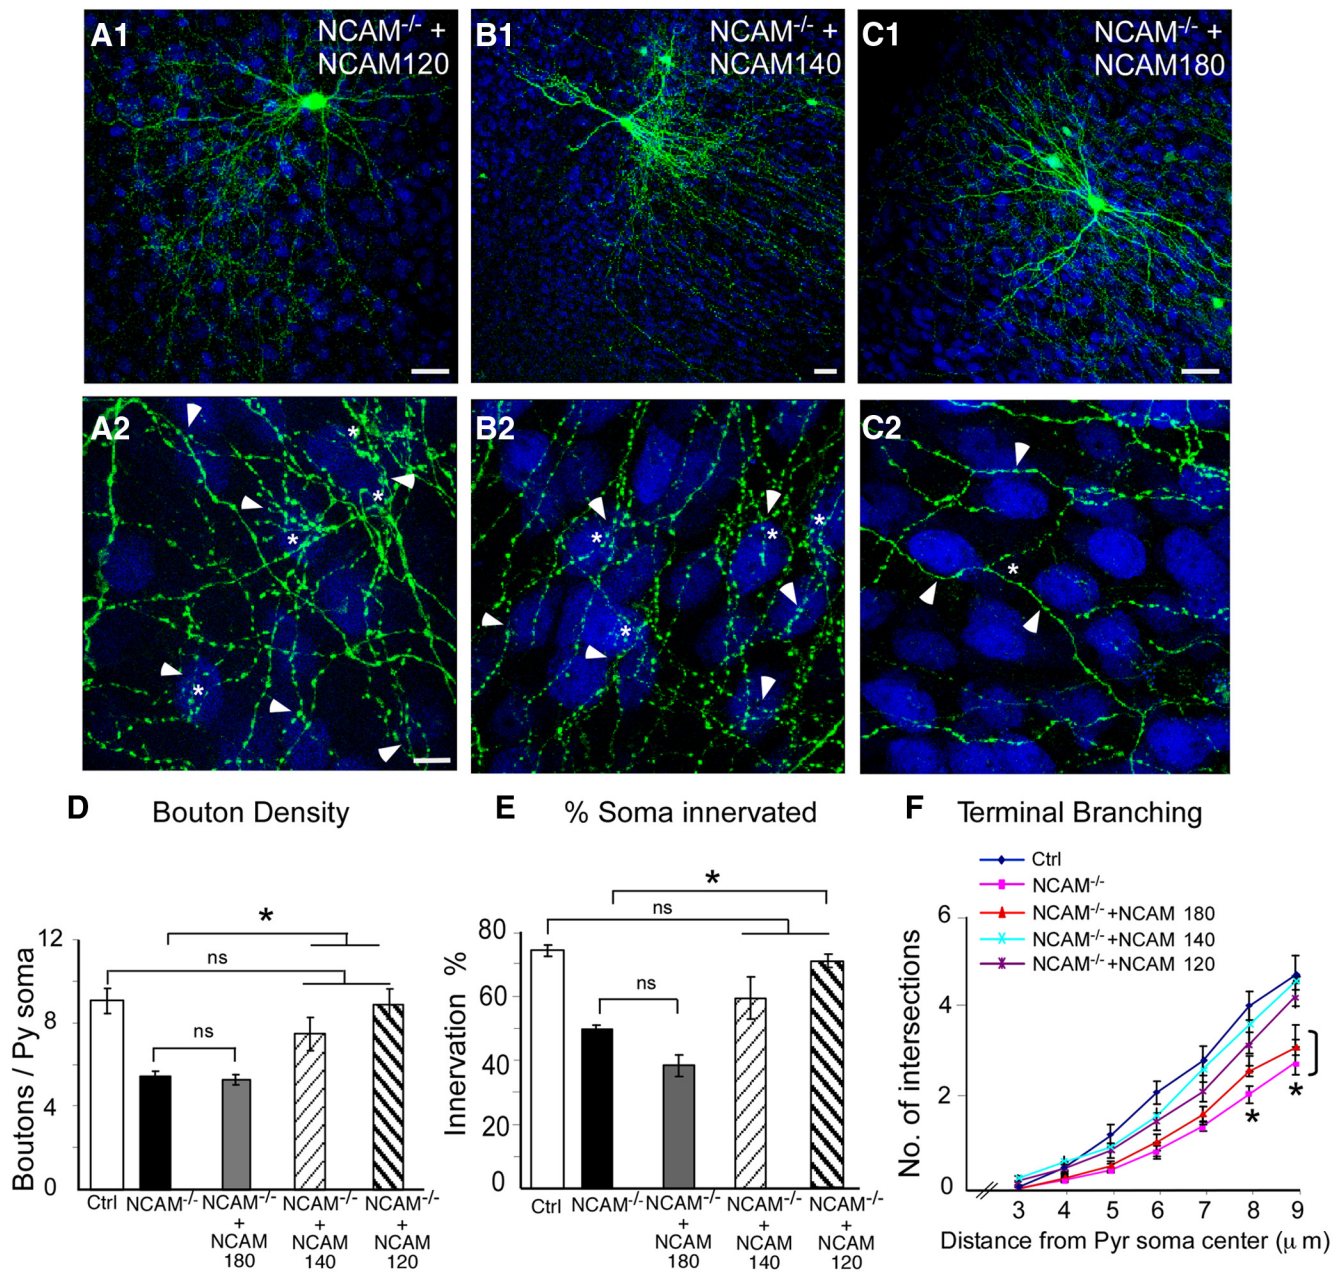 A1
NCAM-/- +
NCAM120
B1
NCAM-/- +
NCAM140
C1
NCAM-/- +
NCAM180
A2
*
*
*
*
B2
*
*
*
*
C2
*
D
Bouton Density
*
ns
ns
Boutons / Py soma
12
8
4
0
Ctrl
NCAM-/-
NCAM-/-
+
NCAM
180
NCAM-/-
+
NCAM
140
NCAM-/-
+
NCAM
120
E
% Soma innervated
*
ns
ns
Innervation %
80
60
40
20
0
Ctrl
NCAM-/-
NCAM-/-
+
NCAM
180
NCAM-/-
+
NCAM
140
NCAM-/-
+
NCAM
120
F
Terminal Branching
Ctrl
NCAM-/-
NCAM-/- +NCAM 180
NCAM-/- +NCAM 140
NCAM-/- +NCAM 120
No. of intersections
6
4
2
0
*
*
3 4 5 6 7 8 9
Distance from Pyr soma center (μ m)